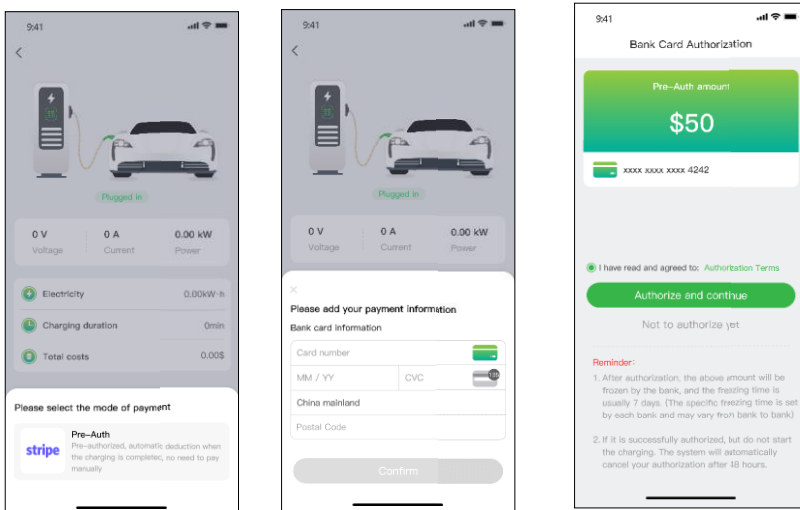 9:41
Plugged in
0 V
0 A
0.00 kW
Voltage
Current
Power
Electricity
0.00kW·h
Charging duration
0min
Total costs
0.00$
Please select the mode of payment
stripe
Pre-Auth
Pre-authorized, automatic deduction when
the charging is completed, no need to pay
manually
9:41
Plugged in
0 V
0 A
0.00 kW
Voltage
Current
Power
Please add your payment information
Bank card information
Card number
MM / YY
CVC
135
China mainland
Postal Code
Confirm
9:41
Bank Card Authorization
Pre-Auth amount
$50
xxxx xxxx xxxx 4242
I have read and agreed to: Authorization Terms
Authorize and continue
Not to authorize yet
Reminder:
1. After authorization, the above amount will be
frozen by the bank, and the freezing time is
usually 7 days. (The specific freezing time is set
by each bank and may vary from bank to bank)
2. If it is successfully authorized, but do not start
the charging. The system will automatically
cancel your authorization after 48 hours.